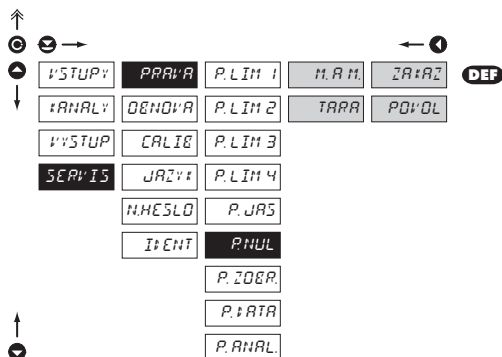 VSTUPY PRAVA P. LIM 1 M. A M. ZAKAZ DEF
KANALY OBNOVA P. LIM 2 TARA POVOL
VYSTUP CALIB P. LIM 3
SERVIS JAZYK P. LIM 4
N.HESLO P. JAS
IDENT P.NUL
P. ZOBR.
P. DATA
P. ANAL.